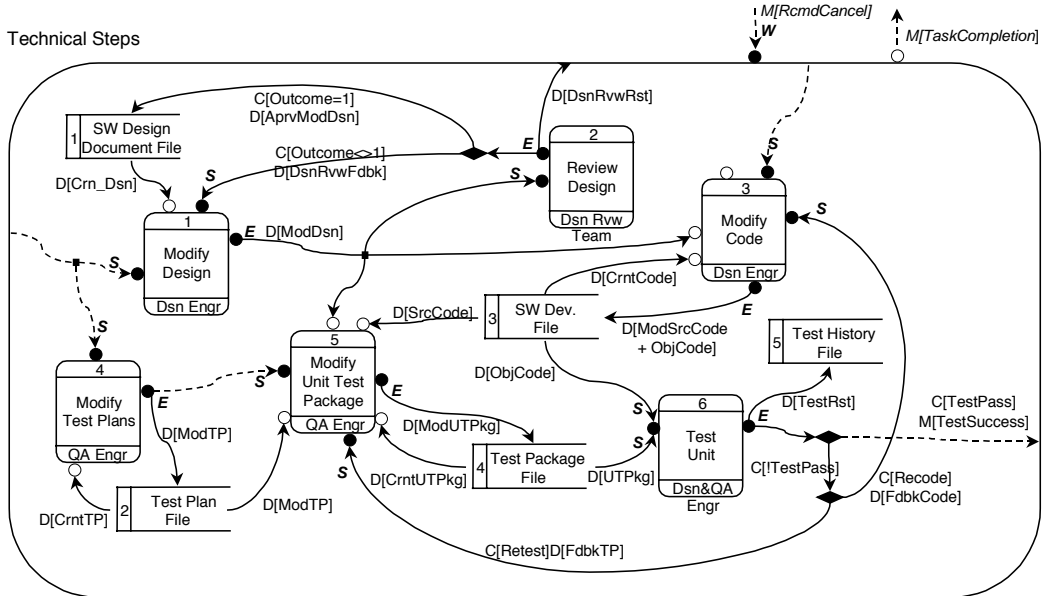 M[RcmdCancel]
W
M[TaskCompletion]
Technical Steps
C[Outcome=1]
D[AprvModDsn]
D[DsnRvwRst]
1
SW Design
Document File
C[Outcome<>1]
D[DsnRvwFdbk]
E
S
2
Review
Design
Dsn Rvw
Team
S
D[Crn_Dsn]
S
3
Modify
Code
Dsn Engr
S
E
1
Modify
Design
Dsn Engr
E
D[ModDsn]
S
S
D[CrntCode]
D[SrcCode]
3
SW Dev.
File
D[ModSrcCode
+ ObjCode]
5
Test History
File
4
Modify
Test Plans
QA Engr
E
S
5
Modify
Unit Test
Package
QA Engr
E
S
D[ObjCode]
D[ModUTPkg]
S
S
6
Test
Unit
Dsn&QA
Engr
E
D[TestRst]
C[TestPass]
M[TestSuccess]
D[ModTP]
D[CrntUTPkg]
4
Test Package
File
D[UTPkg]
C[!TestPass]
C[Recode]
D[FdbkCode]
D[CrntTP]
2
Test Plan
File
D[ModTP]
C[Retest]D[FdbkTP]